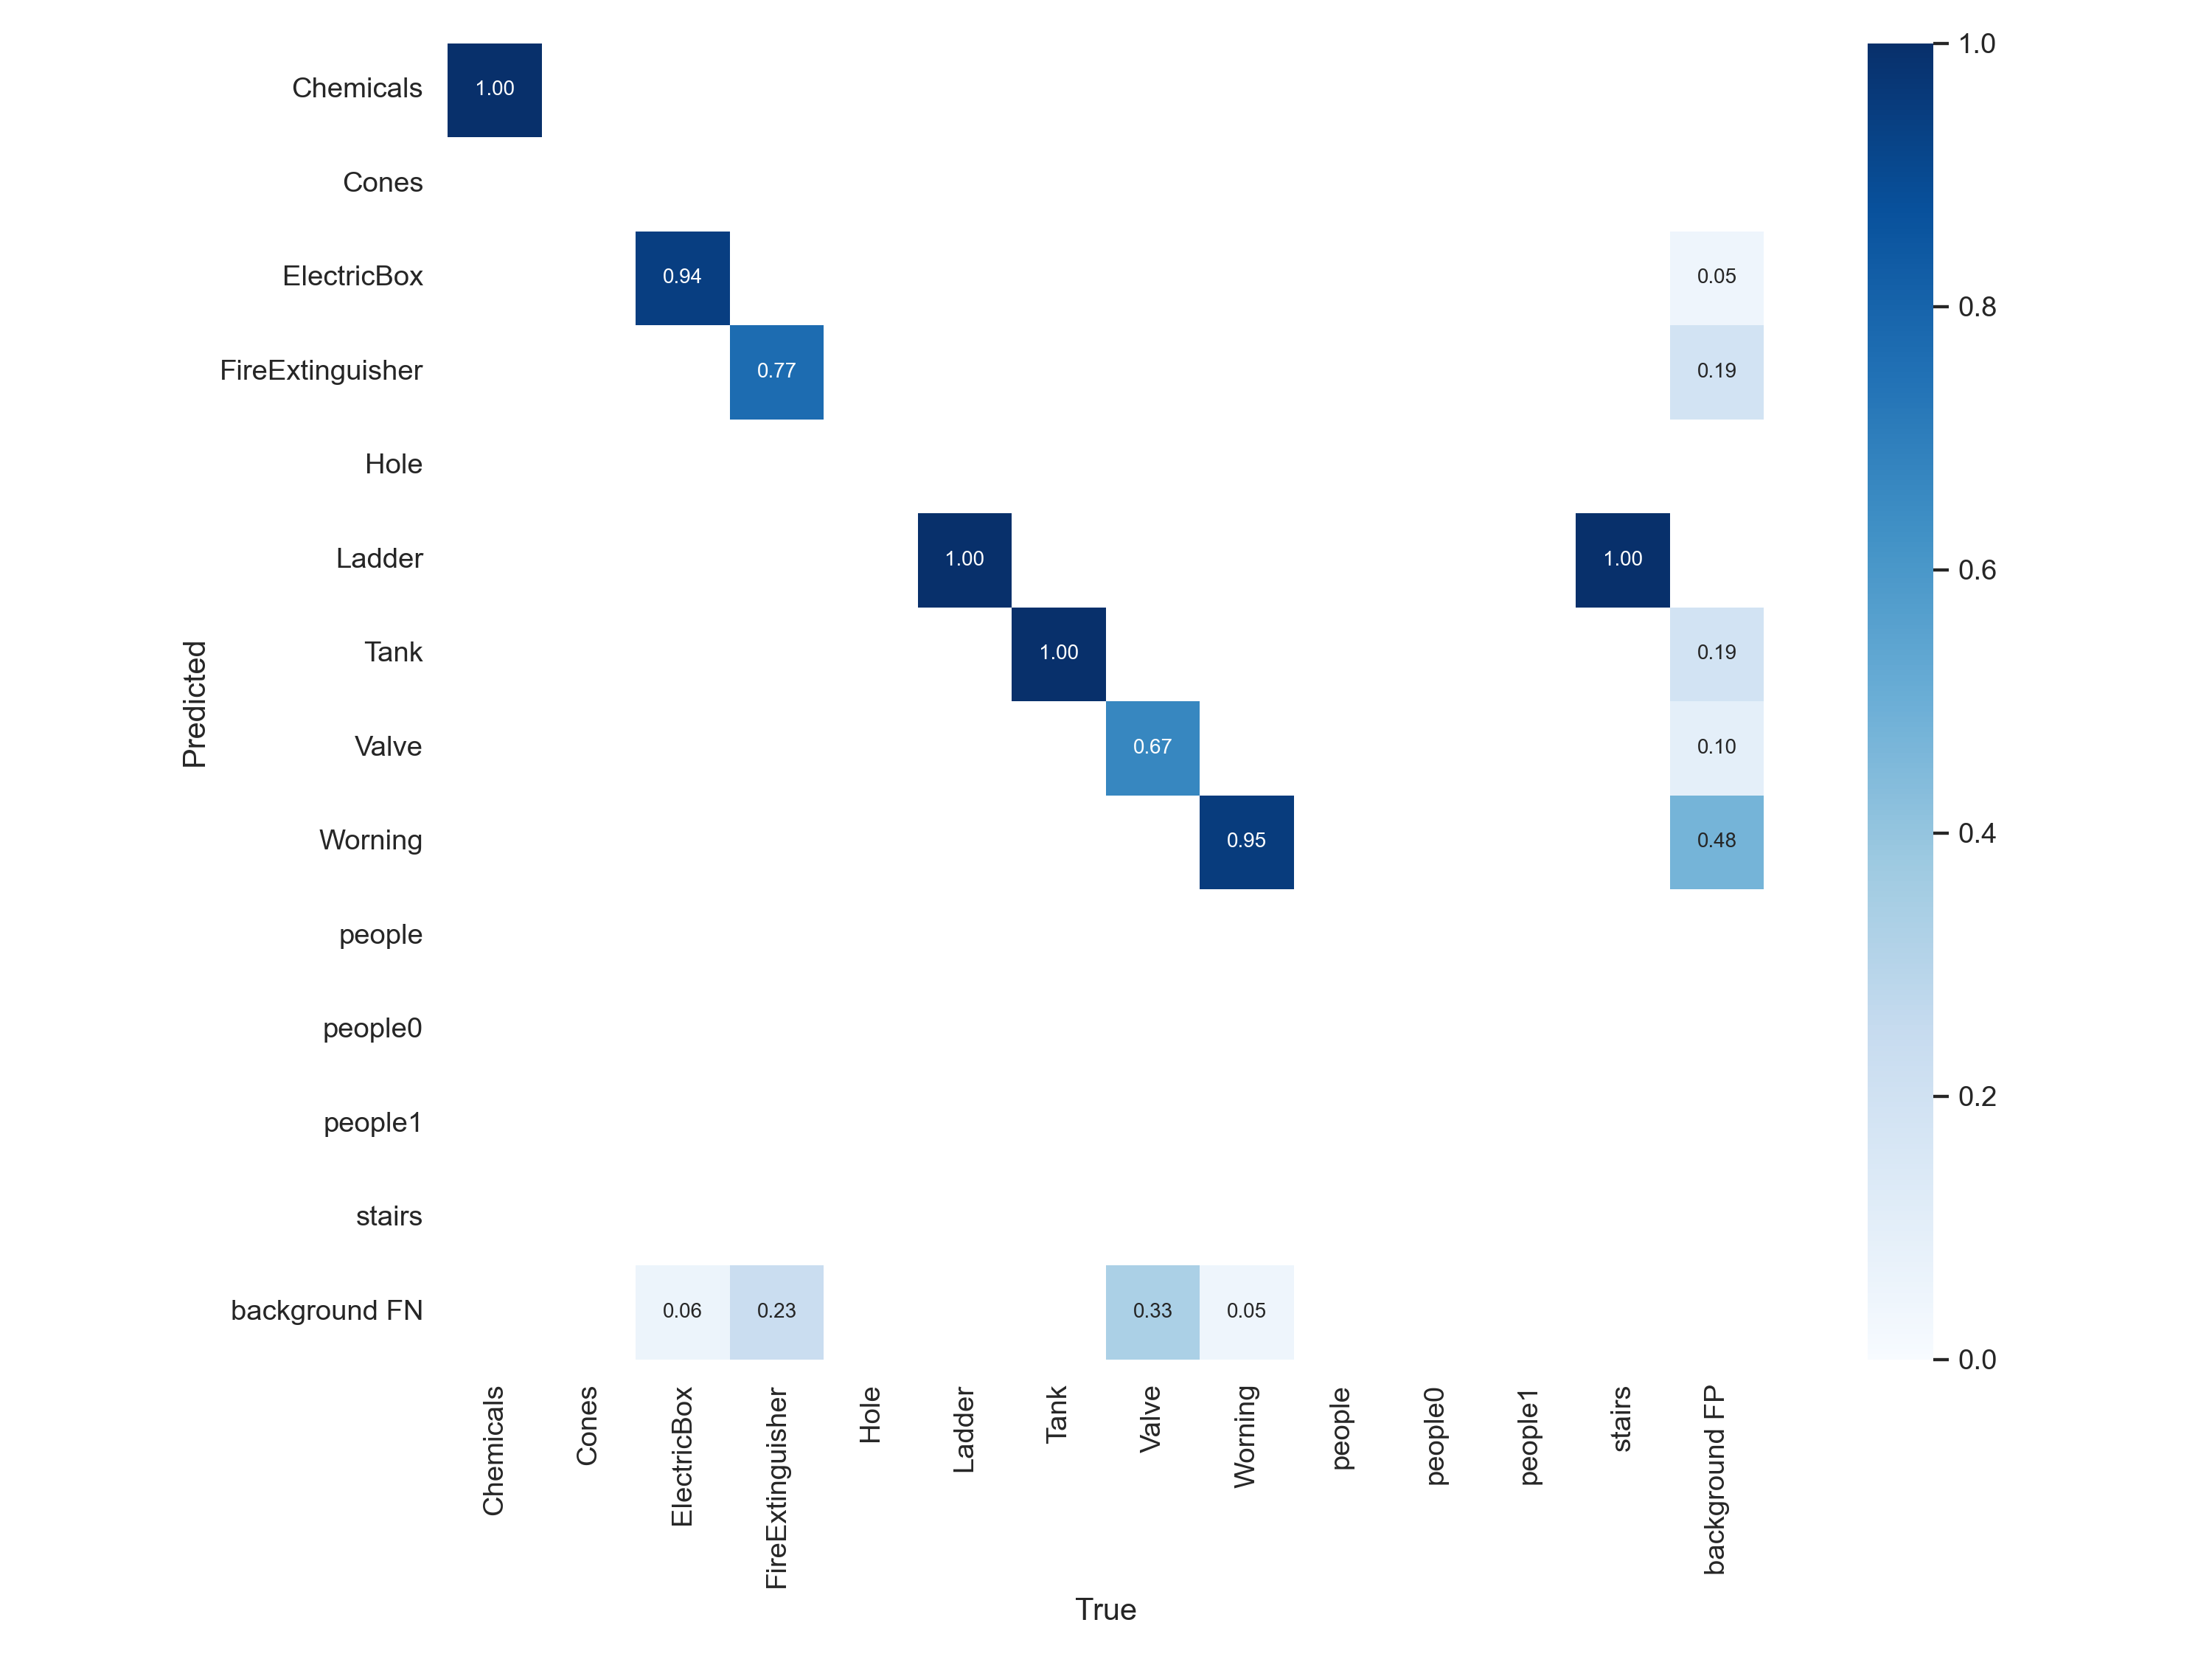 Chemicals 1.00
Cones
ElectricBox 0.94 0.05
FireExtinguisher 0.77 0.19
Hole
Ladder 1.00 1.00
Tank 1.00 0.19
Valve 0.67 0.10
Worning 0.95 0.48
people
people0
people1
stairs
background FN 0.06 0.23 0.33 0.05
Predicted
Chemicals
Cones
ElectricBox
FireExtinguisher
Hole
Ladder
Tank
Valve
Worning
people
people0
people1
stairs
background FP
True
1.0
0.8
0.6
0.4
0.2
0.0